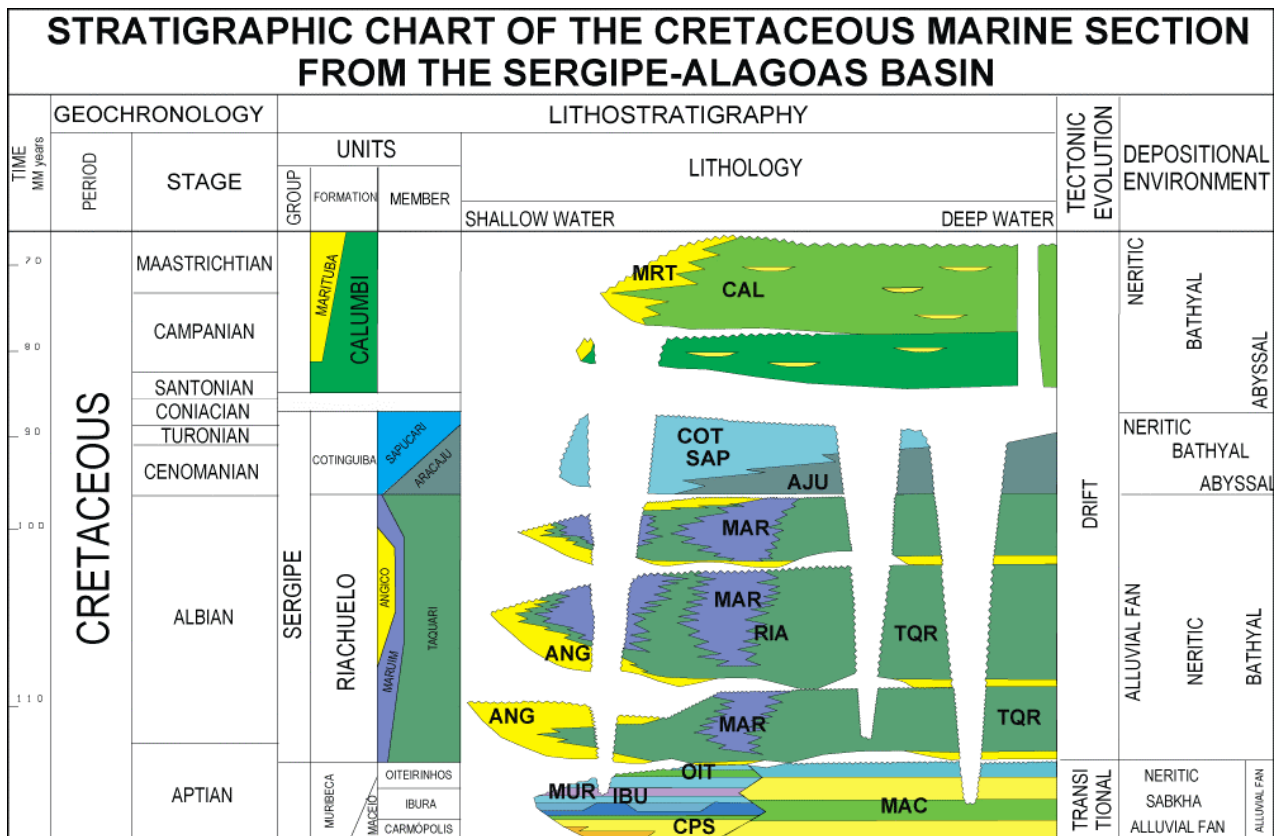 STRATIGRAPHIC CHART OF THE CRETACEOUS MARINE SECTION
FROM THE SERGIPE-ALAGOAS BASIN
TIME
MM years
GEOCHRONOLOGY
PERIOD
STAGE
LITHOSTRATIGRAPHY
UNITS
GROUP
FORMATION
MEMBER
LITHOLOGY
SHALLOW WATER
DEEP WATER
TECTONIC
EVOLUTION
DEPOSITIONAL
ENVIRONMENT
70
80
90
100
110
CRETACEOUS
MAASTRICHTIAN
CAMPANIAN
SANTONIAN
CONIACIAN
TURONIAN
CENOMANIAN
ALBIAN
APTIAN
SERGIPE
MARITUBA
CALUMBI
COTINGUIBA
RIACHUELO
MURIBECA
MACEIÓ
SAPUCARI
ARACAJU
ANGICO
MARUIM
TAQUARI
OITEIRINHOS
IBURA
CARMÓPOLIS
MRT
CAL
COT
SAP
AJU
MAR
MAR
RIA
TQR
ANG
ANG
MAR
TQR
OIT
MUR
IBU
MAC
CPS
DRIFT
TRANSI
TIONAL
NERITIC
BATHYAL
ABYSSAL
NERITIC
BATHYAL
ABYSSAL
ALLUVIAL FAN
NERITIC
BATHYAL
NERITIC
SABKHA
ALLUVIAL FAN
ALLUVIAL FAN